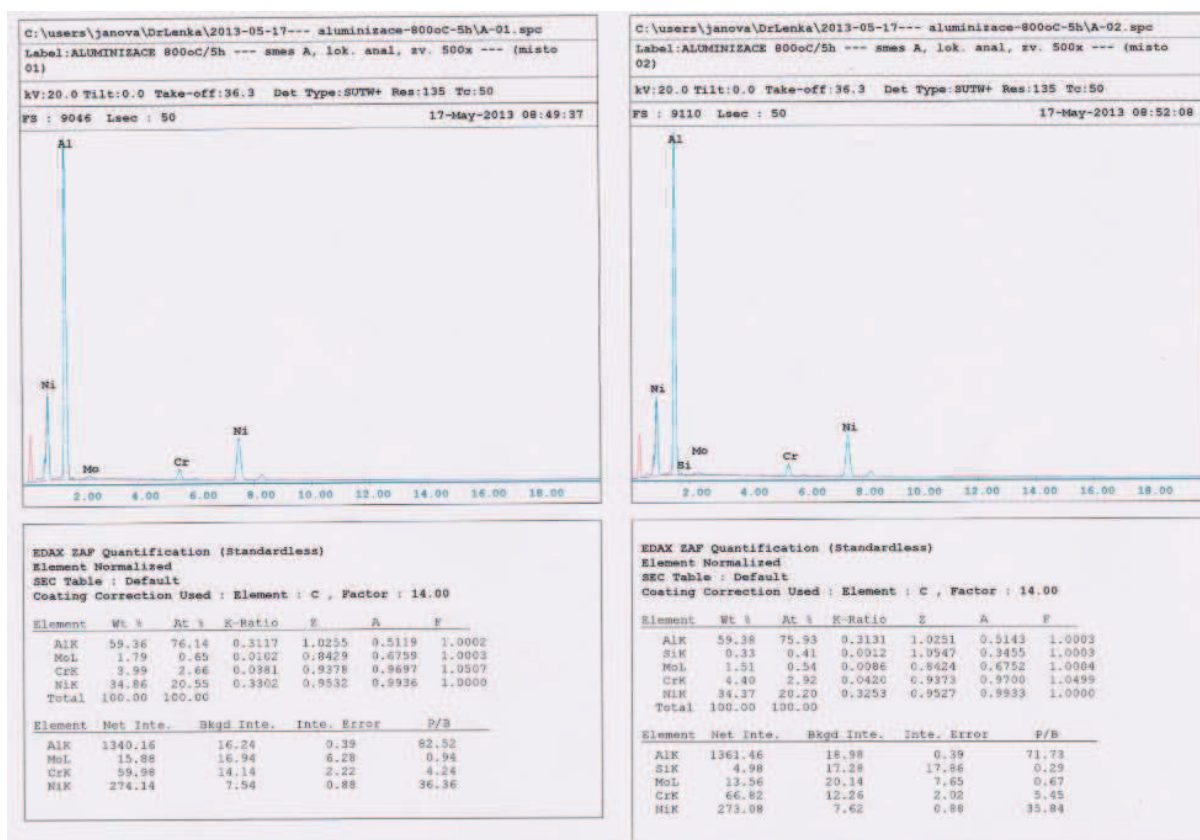 C:\users\janova\DrLenka\2013-05-17--- aluminizace-800oC-5h\A-01.spc
Label:ALUMINIZACE 800oC/5h --- smes A, lok. anal, zv. 500x --- (misto
01)
kV:20.0 Tilt:0.0 Take-off:36.3 Det Type:SUTW+ Res:135 Tc:50
FS : 9046 Lsec : 50 17-May-2013 08:49:37
Al
Ni
Mo
Cr
Ni
2.00 4.00 6.00 8.00 10.00 12.00 14.00 16.00 18.00
EDAX ZAF Quantification (Standardless)
Element Normalized
SEC Table : Default
Coating Correction Used : Element : C , Factor : 14.00
Element Wt % At % K-Ratio Z A F
AlK 59.36 76.14 0.3117 1.0255 0.5119 1.0002
MoL 1.79 0.65 0.0102 0.8429 0.6759 1.0003
CrK 3.99 2.66 0.0381 0.9378 0.9697 1.0507
NiK 34.86 20.55 0.3302 0.9532 0.9936 1.0000
Total 100.00 100.00
Element Net Inte. Bkgd Inte. Inte. Error P/B
AlK 1340.16 16.24 0.39 82.52
MoL 15.88 16.94 6.28 0.94
CrK 59.98 14.14 2.22 4.24
NiK 274.14 7.54 0.88 36.36
C:\users\janova\DrLenka\2013-05-17--- aluminizace-800oC-5h\A-02.spc
Label:ALUMINIZACE 800oC/5h --- smes A, lok. anal, zv. 500x --- (misto
02)
kV:20.0 Tilt:0.0 Take-off:36.3 Det Type:SUTW+ Res:135 Tc:50
FS : 9110 Lsec : 50 17-May-2013 08:52:08
Al
Ni
Si
Mo
Cr
Ni
2.00 4.00 6.00 8.00 10.00 12.00 14.00 16.00 18.00
EDAX ZAF Quantification (Standardless)
Element Normalized
SEC Table : Default
Coating Correction Used : Element : C , Factor : 14.00
Element Wt % At % K-Ratio Z A F
AlK 59.38 75.93 0.3131 1.0251 0.5143 1.0003
SiK 0.33 0.41 0.0012 1.0547 0.3455 1.0003
MoL 1.51 0.54 0.0086 0.8424 0.6752 1.0004
CrK 4.40 2.92 0.0420 0.9373 0.9700 1.0499
NiK 34.37 20.20 0.3253 0.9527 0.9933 1.0000
Total 100.00 100.00
Element Net Inte. Bkgd Inte. Inte. Error P/B
AlK 1361.46 18.98 0.39 71.73
SiK 4.98 17.28 17.86 0.29
MoL 13.56 20.14 7.65 0.67
CrK 66.82 12.26 2.02 5.45
NiK 273.08 7.62 0.88 35.84